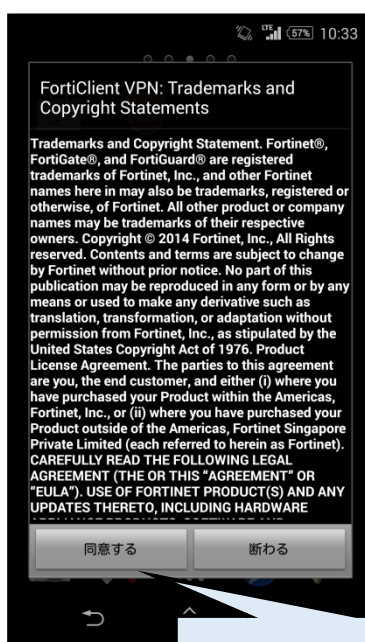 LTE 57% 10:33
FortiClient VPN: Trademarks and
Copyright Statements
Trademarks and Copyright Statement. Fortinet®,
FortiGate®, and FortiGuard® are registered
trademarks of Fortinet, Inc., and other Fortinet
names here in may also be trademarks, registered or
otherwise, of Fortinet. All other product or company
names may be trademarks of their respective
owners. Copyright © 2014 Fortinet, Inc., All Rights
reserved. Contents and terms are subject to change
by Fortinet without prior notice. No part of this
publication may be reproduced in any form or by any
means or used to make any derivative such as
translation, transformation, or adaptation without
permission from Fortinet, Inc., as stipulated by the
United States Copyright Act of 1976. Product
License Agreement. The parties to this agreement
are you, the end customer, and either (i) where you
have purchased your Product within the Americas,
Fortinet, Inc., or (ii) where you have purchased your
Product outside of the Americas, Fortinet Singapore
Private Limited (each referred to herein as Fortinet).
CAREFULLY READ THE FOLLOWING LEGAL
AGREEMENT (THE OR THIS “AGREEMENT” OR
“EULA”). USE OF FORTINET PRODUCT(S) AND ANY
UPDATES THERETO, INCLUDING HARDWARE
同意する 断わる